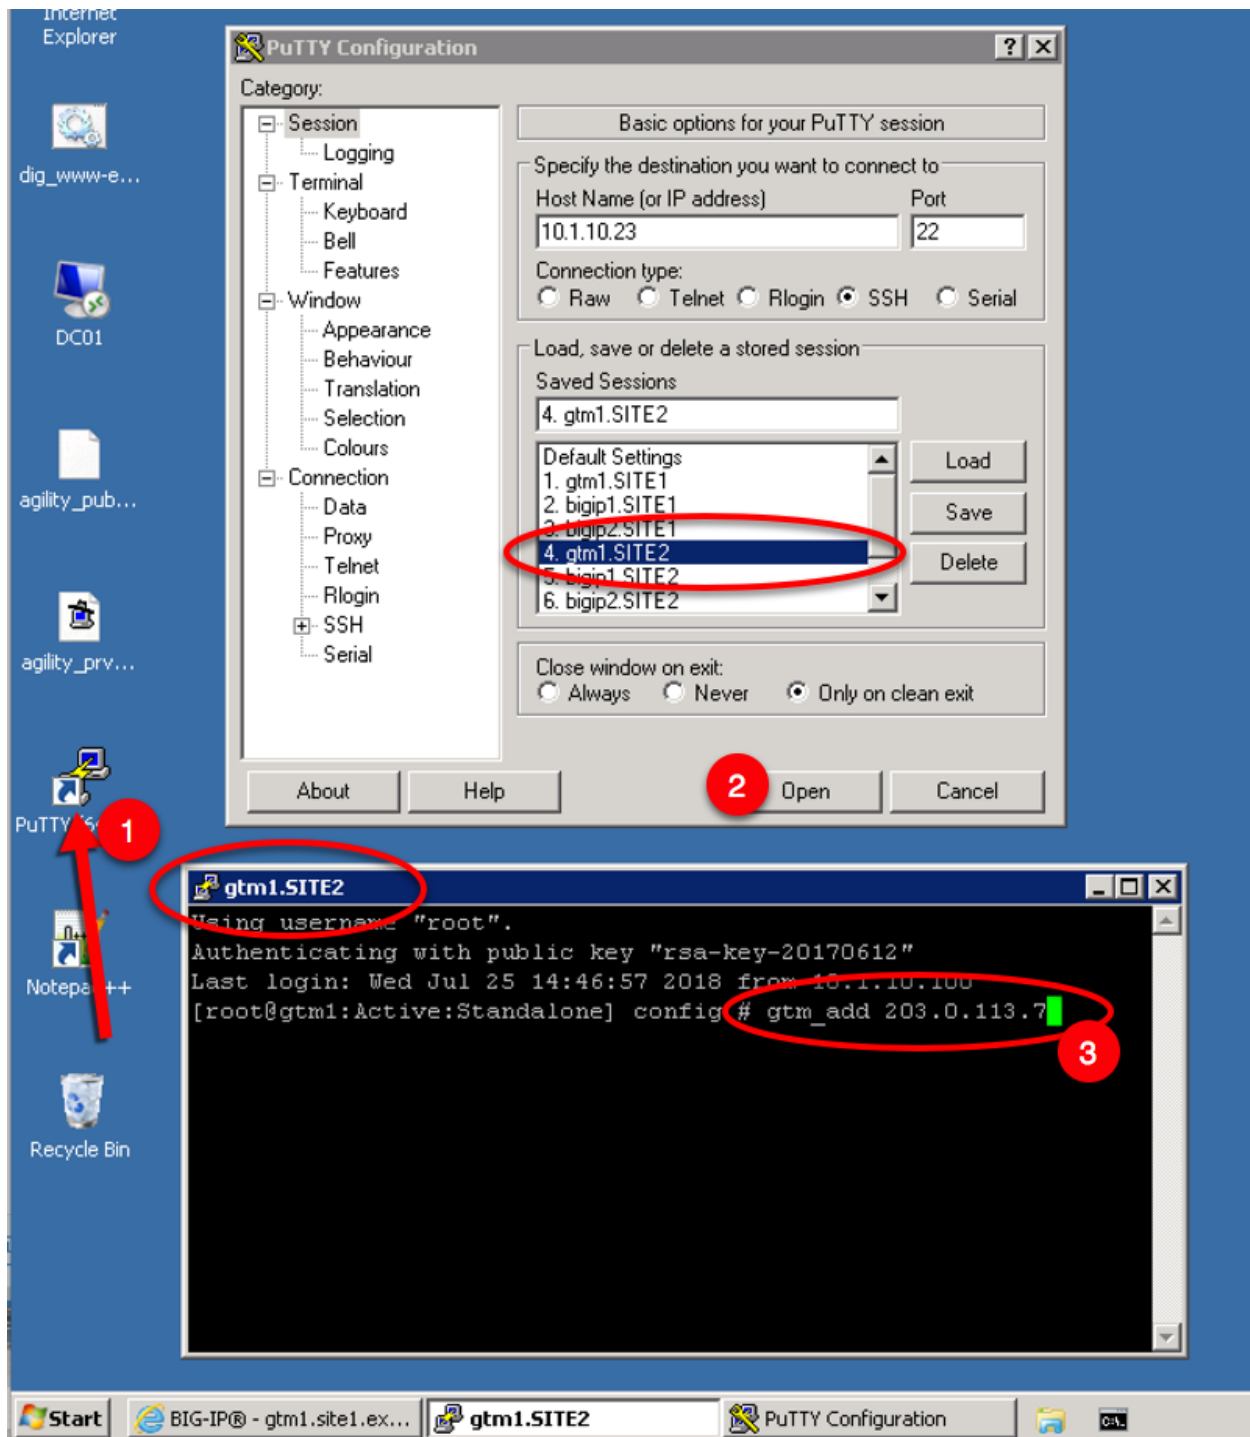 Internet
Explorer
dig_www-e...
DC01
agility_pub...
agility_prv...
PuTTY (6
1
Notepad++
Recycle Bin
PuTTY Configuration
?
Category:
Session
Logging
Terminal
Keyboard
Bell
Features
Window
Appearance
Behaviour
Translation
Selection
Colours
Connection
Data
Proxy
Telnet
Rlogin
SSH
Serial
Basic options for your PuTTY session
Specify the destination you want to connect to
Host Name (or IP address) Port
10.1.10.23 22
Connection type:
Raw Telnet Rlogin SSH Serial
Load, save or delete a stored session
Saved Sessions
4. gtm1.SITE2
Default Settings
1. gtm1.SITE1
2. bigip1.SITE1
3. bigip2.SITE1
4. gtm1.SITE2
5. bigip1.SITE2
6. bigip2.SITE2
Load
Save
Delete
Close window on exit:
Always Never Only on clean exit
About Help 2 Open Cancel
gtm1.SITE2
Using username "root".
Authenticating with public key "rsa-key-20170612"
Last login: Wed Jul 25 14:46:57 2018 from 10.1.10.100
[root@gtm1:Active:Standalone] config # gtm_add 203.0.113.7
3
Start BIG-IP® - gtm1.site1.ex... gtm1.SITE2 PuTTY Configuration